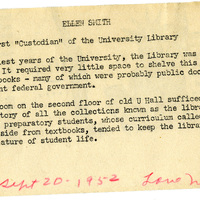 ELLEN SMITH
rst "Custodian" of the University Library
est years of the University, the Library was
It required very little space to shelve this
books - many of which were probably public doc
nt federal government.
oom on the second floor of old U Hall sufficed
tory of all the collections known as the libra
preparatory students, whose curriculum calle
side from textbooks, tended to keep the libra
ature of student life.
Sept 20 - 1952